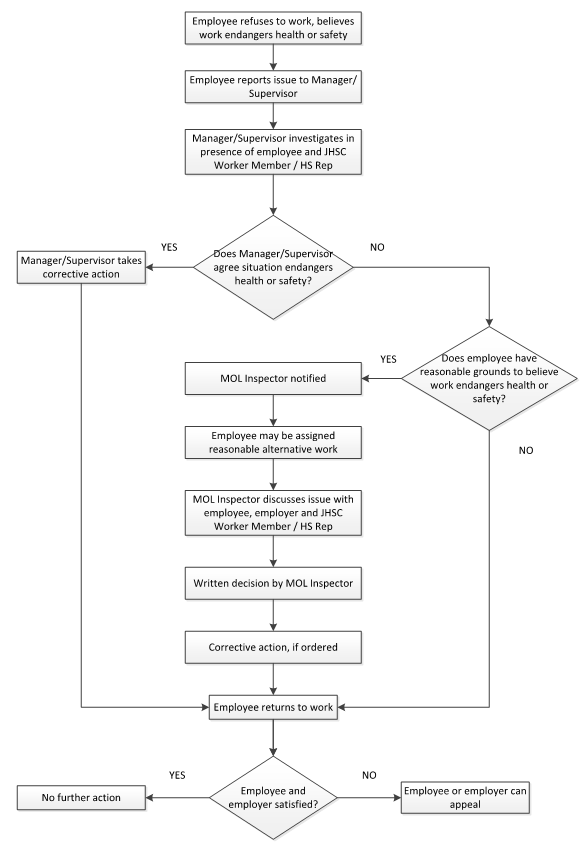 Employee refuses to work, believes
work endangers health or safety
Employee reports issue to Manager/
Supervisor
Manager/Supervisor investigates in
presence of employee and JHSC
Worker Member / HS Rep
YES
NO
Does Manager/Supervisor
agree situation endangers
health or safety?
Manager/Supervisor takes
corrective action
YES
Does employee have
reasonable grounds to believe
work endangers health or
safety?
MOL Inspector notified
Employee may be assigned
reasonable alternative work
NO
MOL Inspector discusses issue with
employee, employer and JHSC
Worker Member / HS Rep
Written decision by MOL Inspector
Corrective action, if ordered
Employee returns to work
YES
NO
No further action
Employee and
employer satisfied?
Employee or employer can
appeal